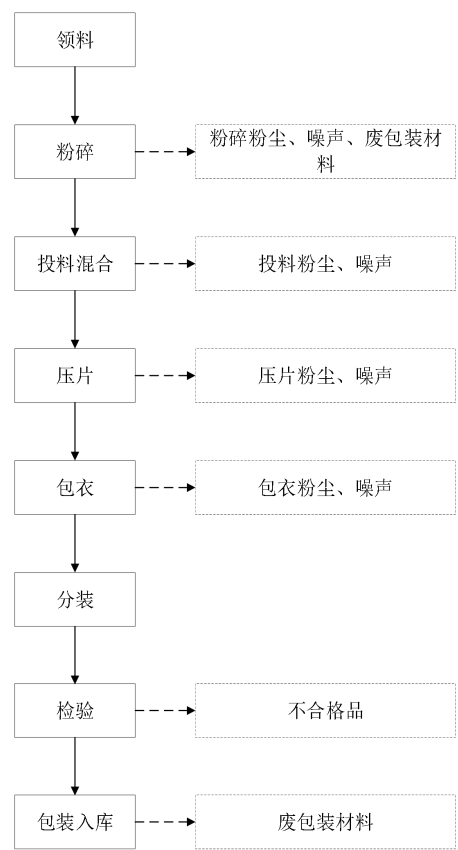 领料
粉碎
粉碎粉尘、噪声、废包装材
料
投料混合
投料粉尘、噪声
压片
压片粉尘、噪声
包衣
包衣粉尘、噪声
分装
检验
不合格品
包装入库
废包装材料